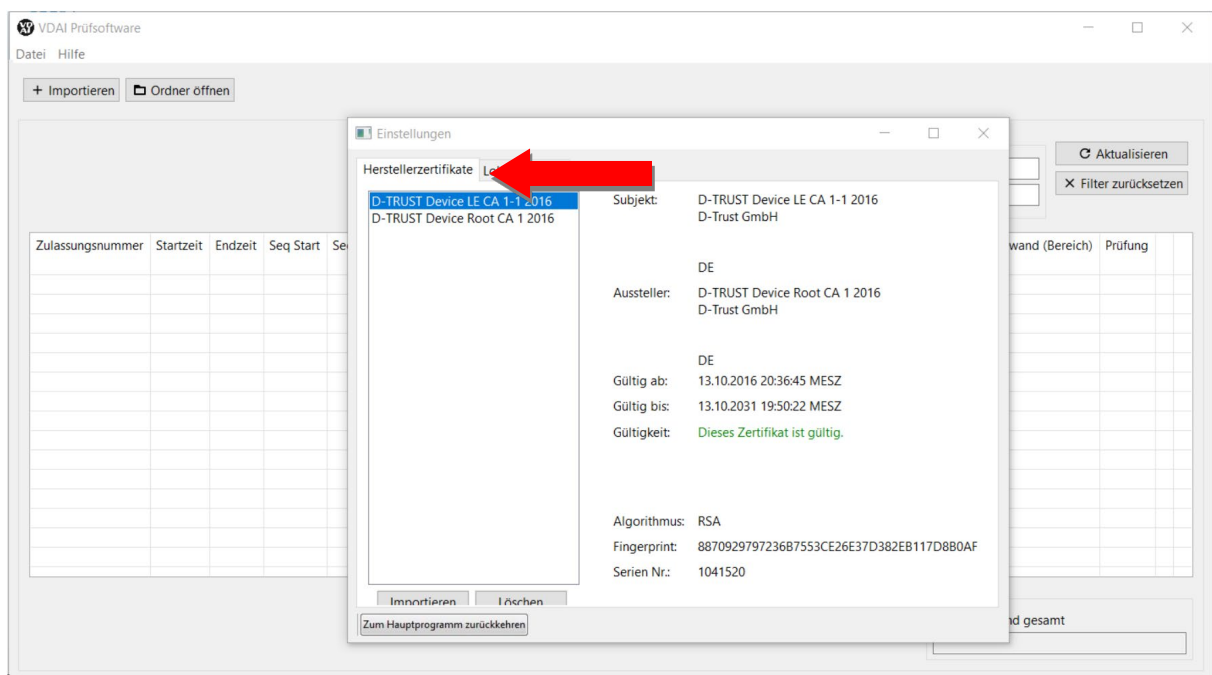 VDAI Prüfsoftware
Datei Hilfe
+ Importieren Ordner öffnen
Einstellungen
Herstellerzertifikate
Aktualisieren
Filter zurücksetzen
D-TRUST Device LE CA 1-1 2016
D-TRUST Device Root CA 1 2016
Subjekt: D-TRUST Device LE CA 1-1 2016
D-Trust GmbH
DE
Aussteller: D-TRUST Device Root CA 1 2016
D-Trust GmbH
DE
Gültig ab: 13.10.2016 20:36:45 MESZ
Gültig bis: 13.10.2031 19:50:22 MESZ
Gültigkeit: Dieses Zertifikat ist gültig.
Algorithmus: RSA
Fingerprint: 8870929797236B7553CE26E37D382EB117D8B0AF
Serien Nr.: 1041520
Importieren Löschen
Zum Hauptprogramm zurückkehren
Zulassungsnummer Startzeit Endzeit Seq Start wand (Bereich) Prüfung
nd gesamt